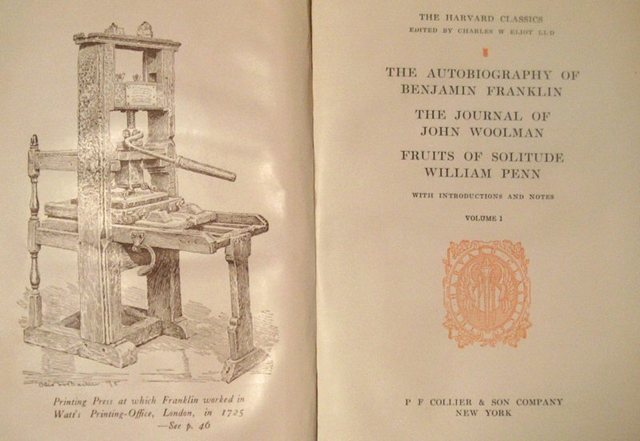 Printing Press at which Franklin worked in
Watt's Printing-Office, London, in 1725
—See p. 46
THE HARVARD CLASSICS
EDITED BY CHARLES W ELIOT LL D
THE AUTOBIOGRAPHY OF
BENJAMIN FRANKLIN
THE JOURNAL OF
JOHN WOOLMAN
FRUITS OF SOLITUDE
WILLIAM PENN
WITH INTRODUCTIONS AND NOTES
VOLUME 1
P F COLLIER & SON COMPANY
NEW YORK